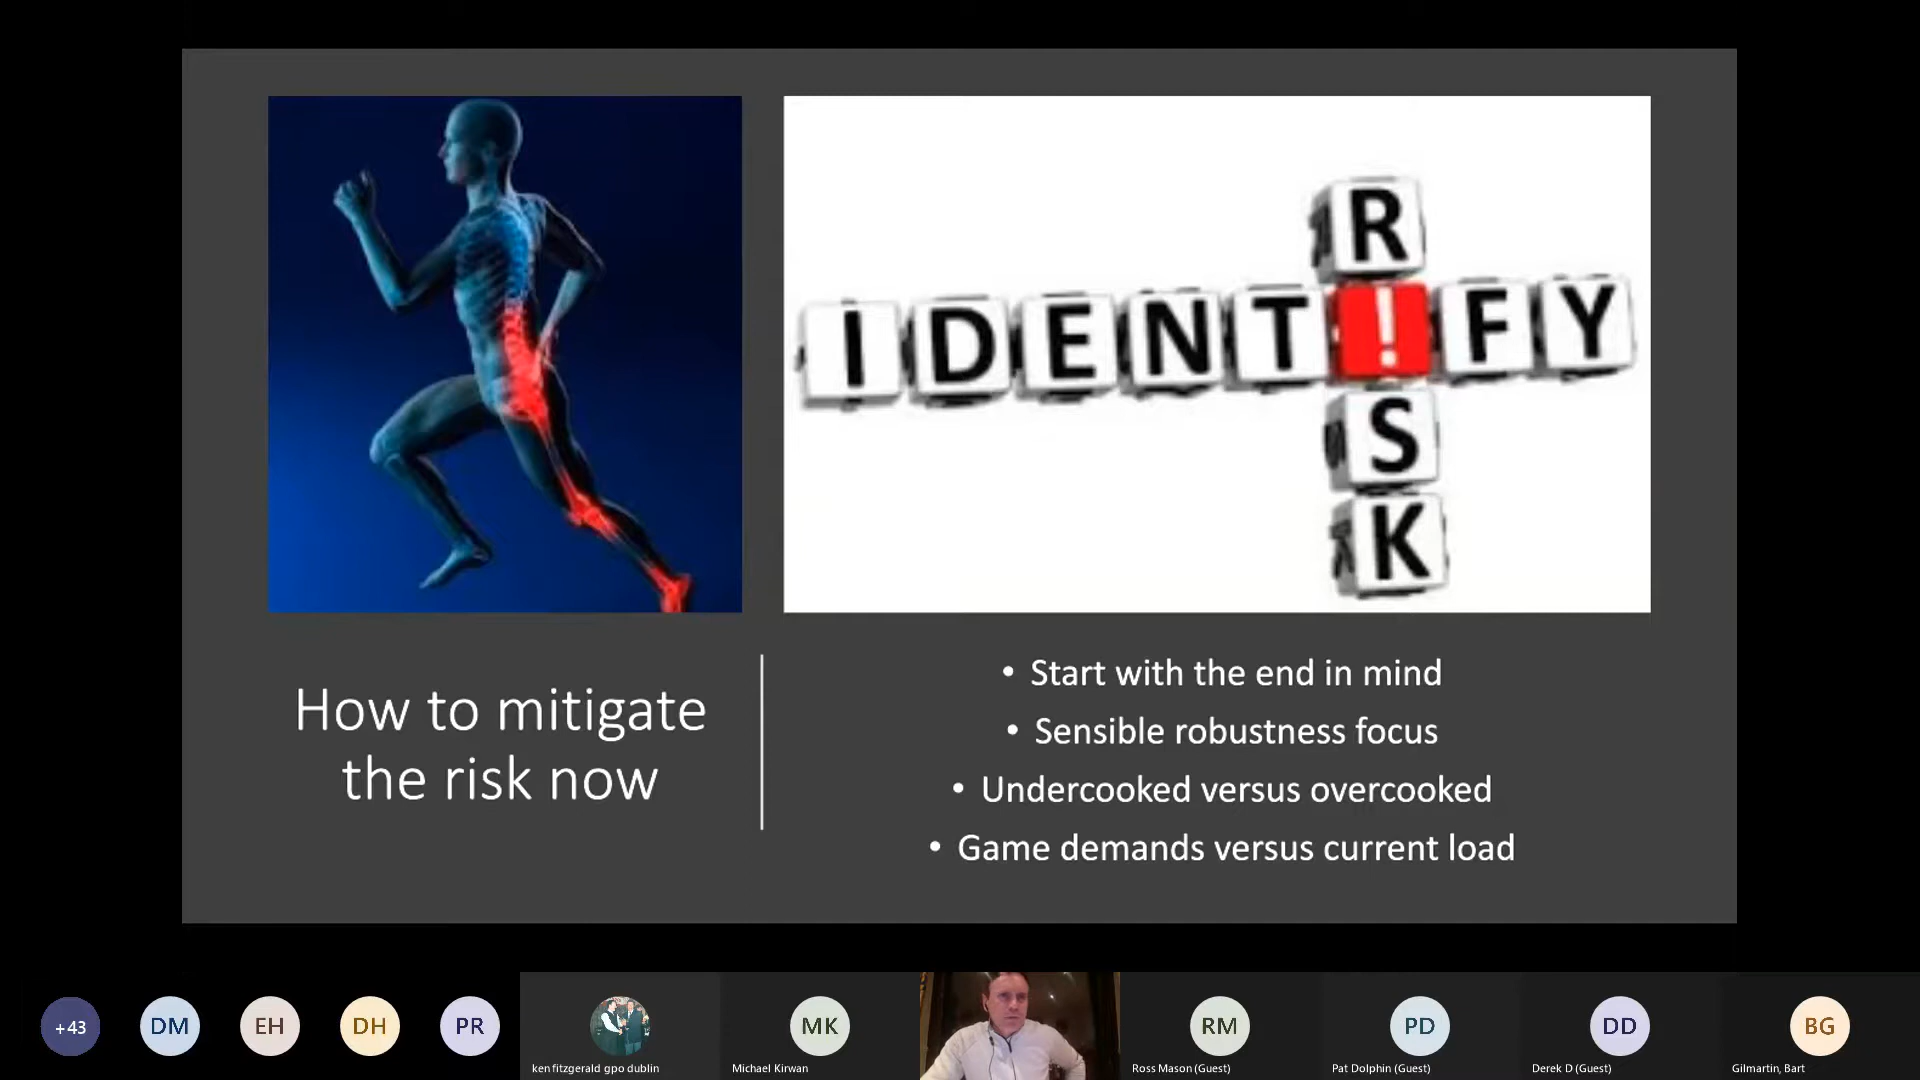 R
IDENT!FY
S
K
How to mitigate
the risk now
• Start with the end in mind
• Sensible robustness focus
• Undercooked versus overcooked
• Game demands versus current load
+43
DM
EH
DH
PR
ken fitzgerald gpo dublin
MK
Michael Kirwan
RM
Ross Mason (Guest)
PD
Pat Dolphin (Guest)
DD
Derek D (Guest)
BG
Gilmartin, Bart